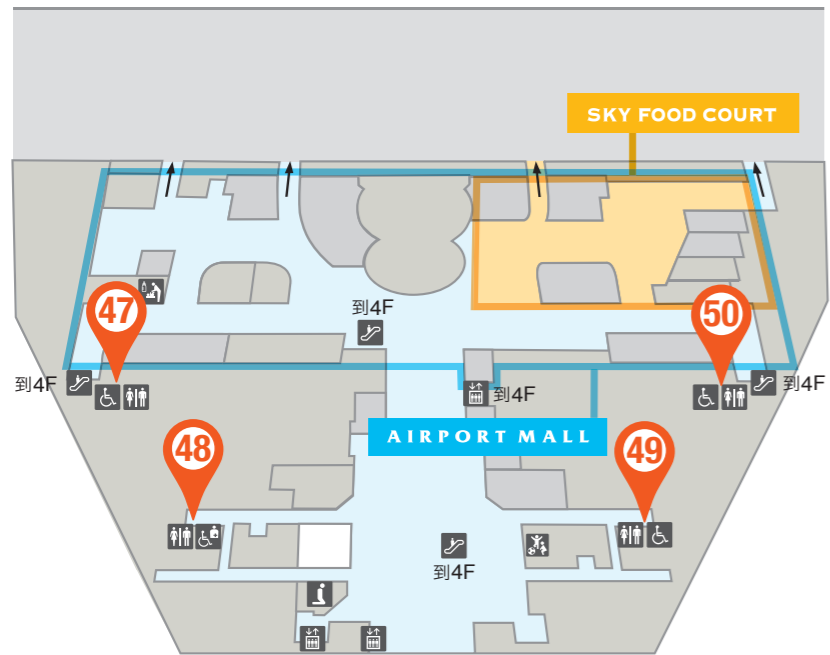 SKY FOOD COURT
47
到4F
50
到4F
到4F
到4F
AIRPORT MALL
48
49
到4F